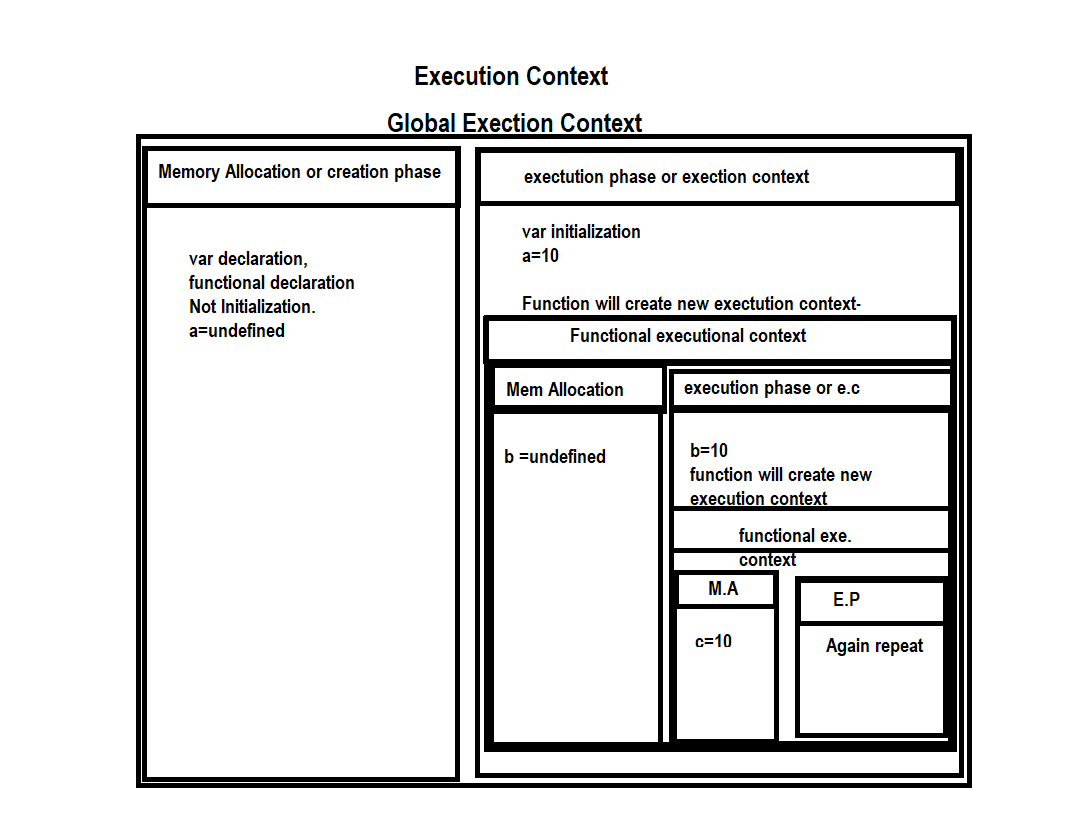 Execution Context
Global Exection Context
Memory Allocation or creation phase
var declaration,
functional declaration
Not Initialization.
a=undefined
exectution phase or exection context
var initialization
a=10
Function will create new exectution context-
Functional executional context
Mem Allocation
b =undefined
execution phase or e.c
b=10
function will create new
execution context
functional exe.
context
M.A
c=10
E.P
Again repeat